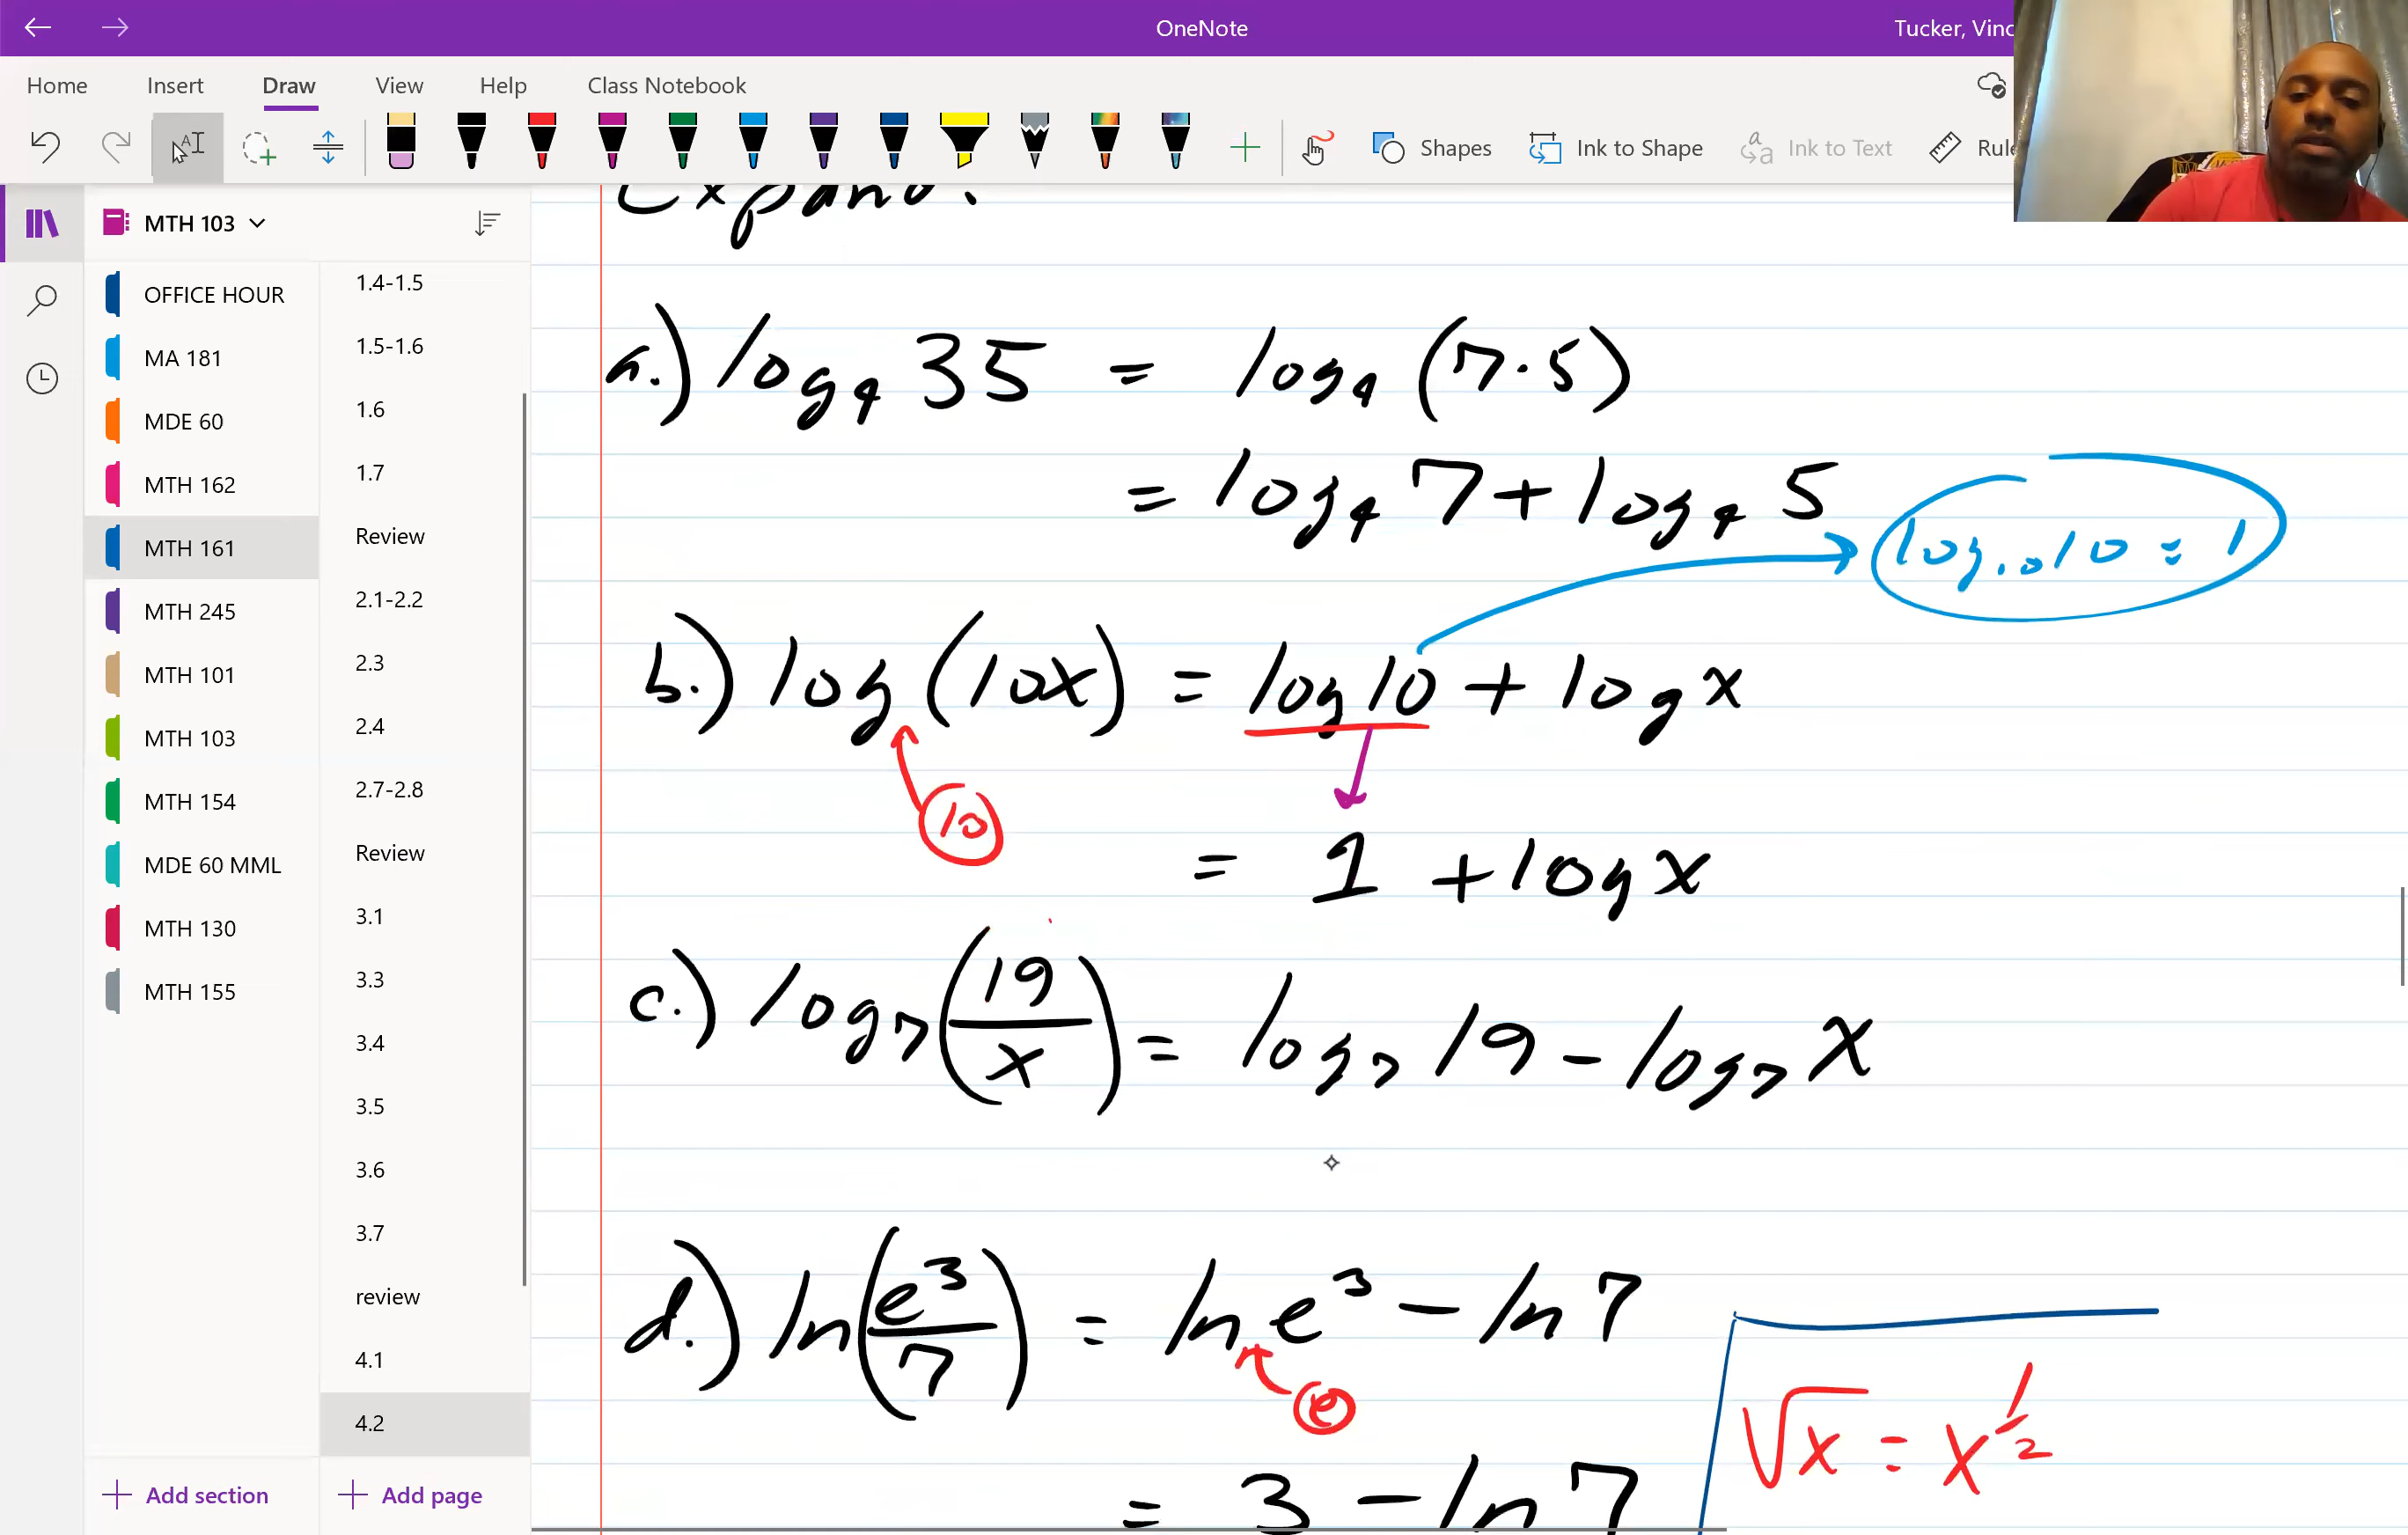 OneNote
Tucker, Vinc
Home Insert Draw View Help Class Notebook
Shapes Ink to Shape Ink to Text Rule
MTH 103
OFFICE HOUR
MA 181
MDE 60
MTH 162
MTH 161
MTH 245
MTH 101
MTH 103
MTH 154
MDE 60 MML
MTH 130
MTH 155
Add section
1.4-1.5
1.5-1.6
1.6
1.7
Review
2.1-2.2
2.3
2.4
2.7-2.8
Review
3.1
3.3
3.4
3.5
3.6
3.7
review
4.1
4.2
Add page
Expand:
a.) log₄ 35 = log₄ (7·5)
= log₄ 7 + log₄ 5
log₁₀ 10 = 1
b.) log (10x) = log 10 + log x
10
= 1 + log x
c.) log₇ (19/x) = log₇ 19 − log₇ x
d.) ln (e³/7) = ln e³ − ln 7
e
= 3 − ln 7
√x = x^½